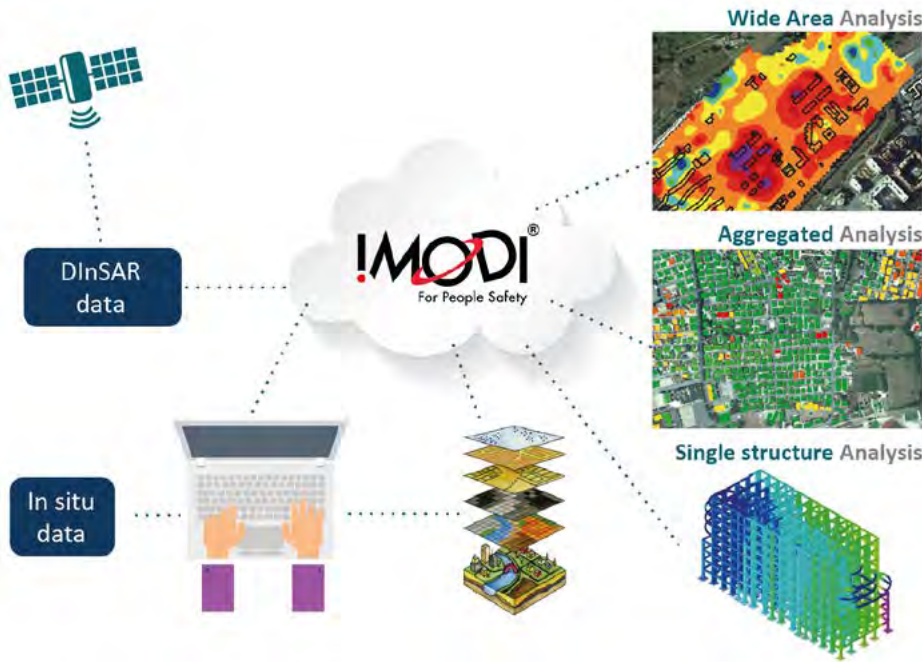 Wide Area Analysis
DInSAR
data
!MODI®
For People Safety
Aggregated Analysis
In situ
data
Single structure Analysis